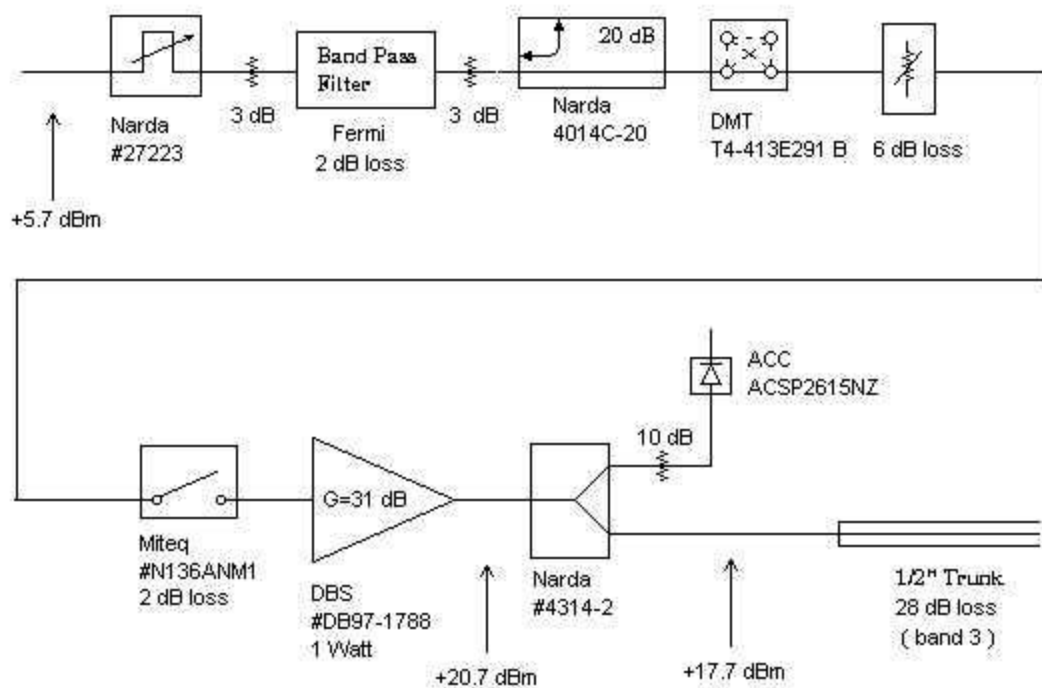 20 dB
Band Pass
Filter
3 dB
3 dB
Narda
#27223
Fermi
2 dB loss
Narda
4014C-20
DMT
T4-413E291 B
6 dB loss
+5.7 dBm
ACC
ACSP2615NZ
10 dB
G=31 dB
Miteq
#N136ANM1
2 dB loss
DBS
#DB97-1788
1 Watt
Narda
#4314-2
1/2" Trunk
28 dB loss
( band 3 )
+20.7 dBm
+17.7 dBm